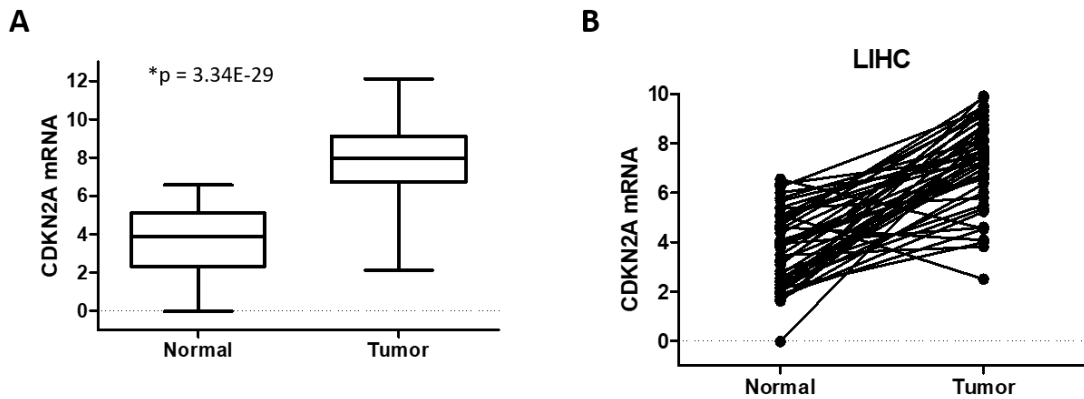 A
*p = 3.34E-29
CDKN2A mRNA
12
10
8
6
4
2
0
Normal
Tumor
B
LIHC
CDKN2A mRNA
10
8
6
4
2
0
Normal
Tumor